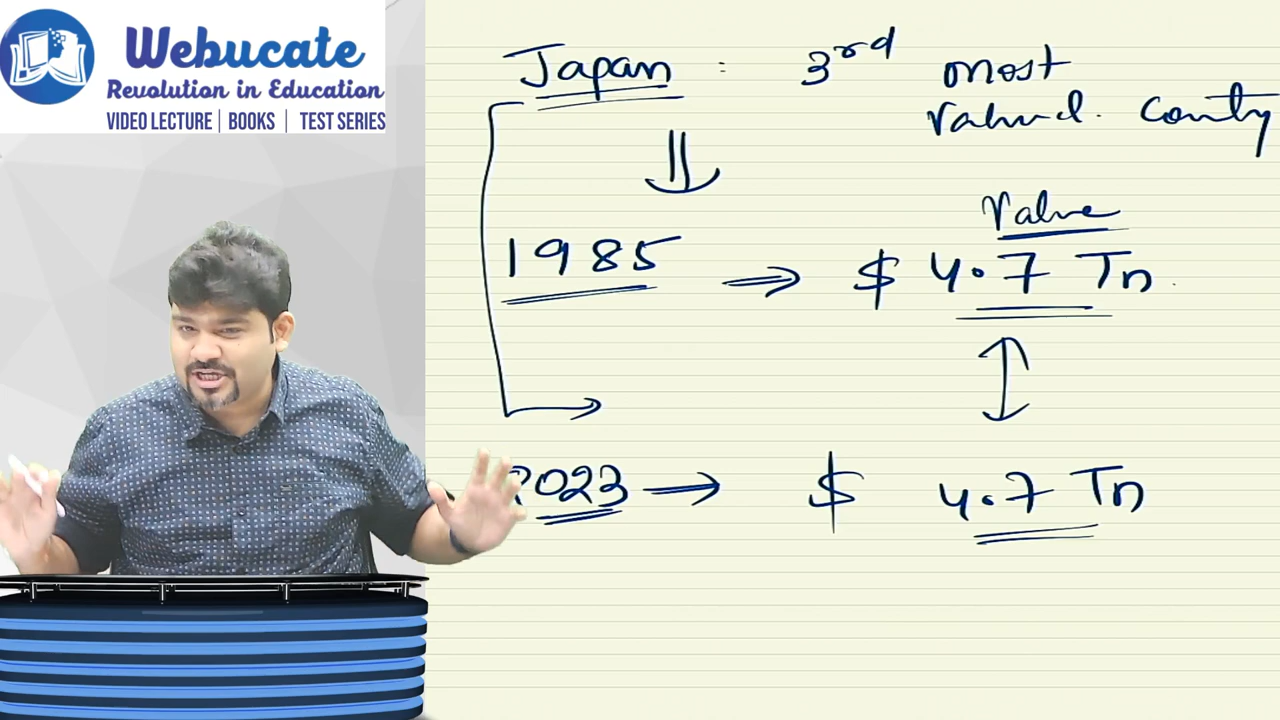 Webucate
Revolution in Education
VIDEO LECTURE | BOOKS | TEST SERIES
Japan : 3rd most
valued. county
Value
1985 ⇒ $ 4.7 Tn
2023 → $ 4.7 Tn